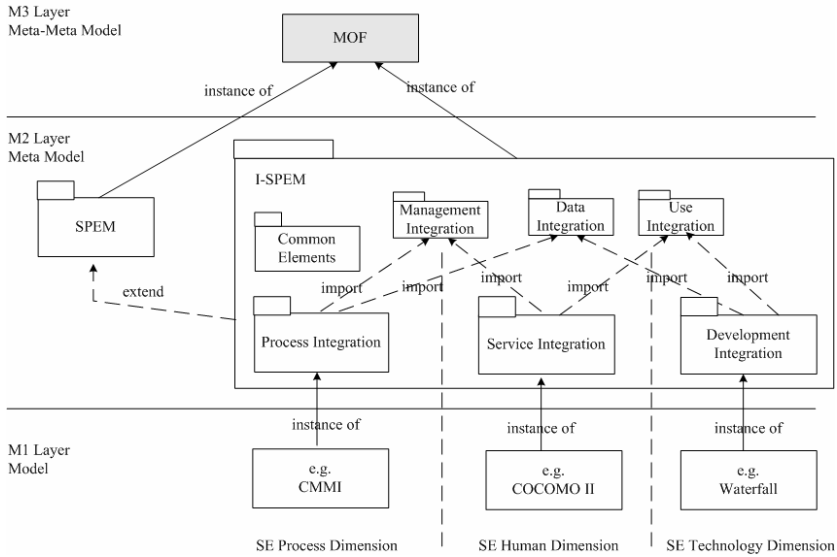 M3 Layer
Meta-Meta Model
MOF
instance of
instance of
M2 Layer
Meta Model
I-SPEM
SPEM
Management
Integration
Data
Integration
Use
Integration
Common
Elements
extend
import
import
import
import
import
Process Integration
Service Integration
Development
Integration
instance of
instance of
instance of
M1 Layer
Model
e.g.
CMMI
e.g.
COCOMO II
e.g.
Waterfall
SE Process Dimension
SE Human Dimension
SE Technology Dimension